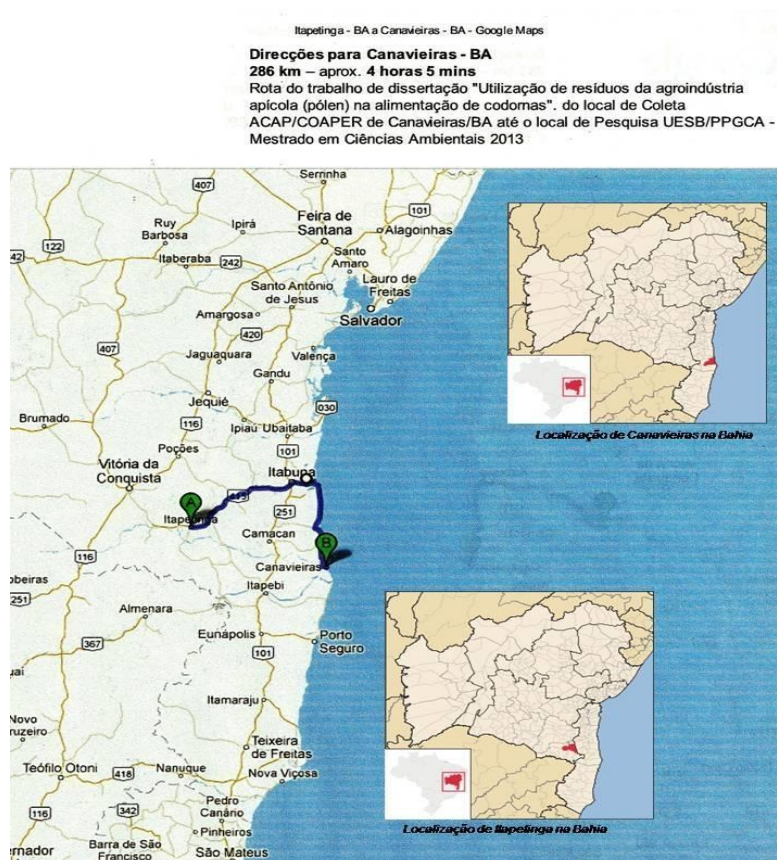 Itapetinga - BA a Canavieiras - BA - Google Maps
Direcções para Canavieiras - BA
286 km – aprox. 4 horas 5 mins
Rota do trabalho de dissertação "Utilização de resíduos da agroindústria
apícola (pólen) na alimentação de codornas". do local de Coleta
ACAP/COAPER de Canavieiras/BA até o local de Pesquisa UESB/PPGCA -
Mestrado em Ciências Ambientais 2013
Serrinha
407
101
Feira de
Santana
Ruy
Barbosa
Ipirá
Alagoinhas
122
42
Itaberaba
242
Santo
Amaro
Lauro de
Freitas
Santo Antônio
de Jesus
Amargosa
Salvador
420
407
Jaguaquara
Valença
Gandu
Jequié
030
Brumado
116
Ipiaú
Ubaitaba
Localização de Canavieiras na Bahia
Poções
101
Vitória da
Conquista
Itabuna
A
251
Itapetinga
Camacan
B
116
Canavieiras
251
Itapebi
Almenara
Eunápolis
Porto
Seguro
367
101
Itamaraju
Novo
Teixeira
de Freitas
Teófilo Otoni
418
Nanuque
Nova Viçosa
Pedro
Canário
116
342
Pinheiros
Localização de Itapetinga na Bahia
Barra de São
Francisco
São Mateus